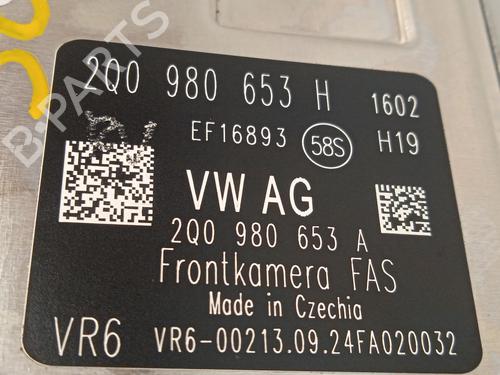 2Q0 980 653 H 1602
EF16893 58S H19
VW AG
2Q0 980 653 A
Frontkamera FAS
Made in Czechia
VR6 VR6-00213.09.24FA020032
B-PARTS
B-PARTS